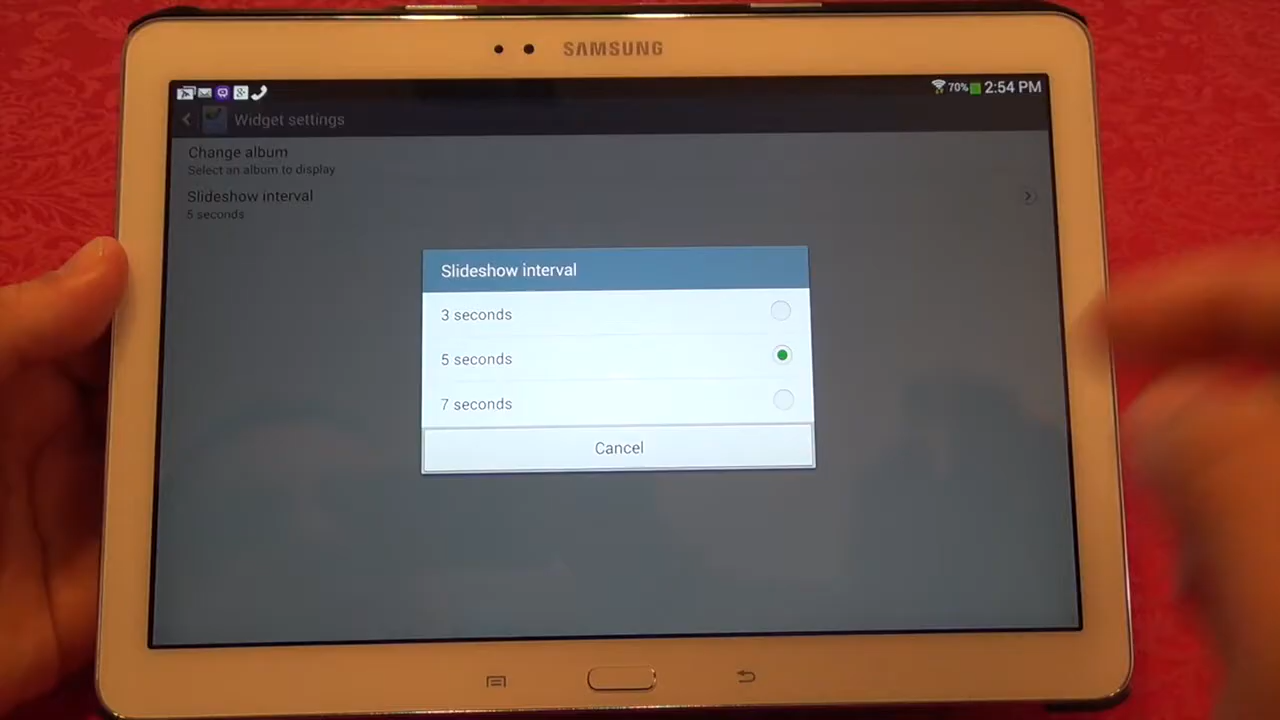 SAMSUNG
70% 2:54 PM
Widget settings
Change album
Select an album to display
Slideshow interval
5 seconds
Slideshow interval
3 seconds
5 seconds
7 seconds
Cancel